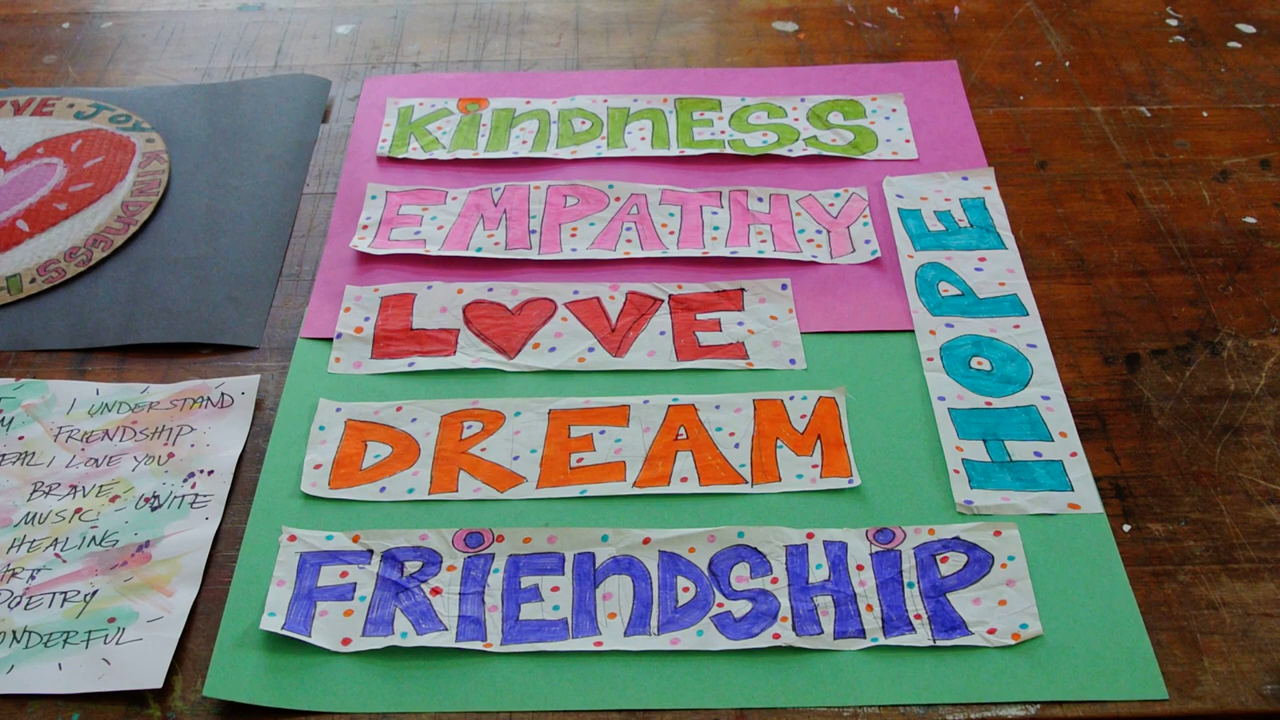 KinDnESS
EMPATHY
LOVE
DREAM
FRiEnDSHiP
HOPE
JOY
KINDNESS
I UNDERSTAND
FRIENDSHIP
I LOVE YOU
BRAVE
MUSIC - UNITE
HEALING
POETRY